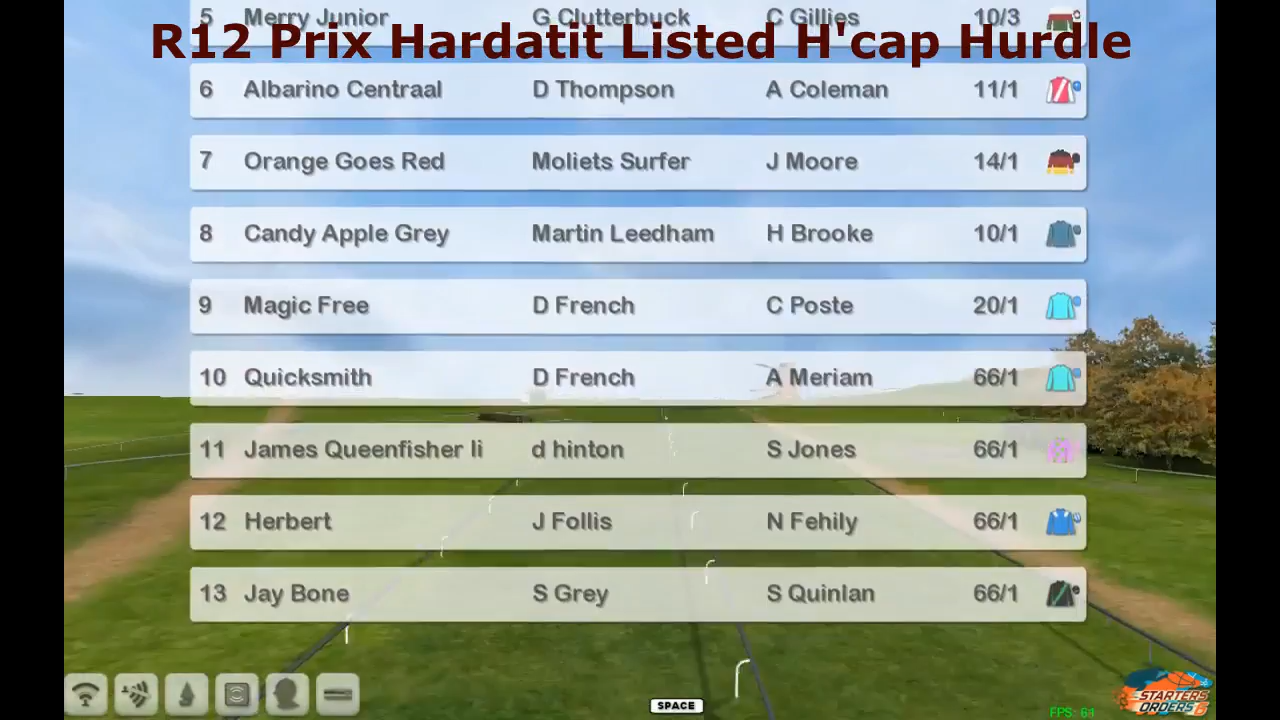 5 Merry Junior G Clutterbuck C Gillies 10/3
R12 Prix Hardatit Listed H'cap Hurdle
6 Albarino Centraal D Thompson A Coleman 11/1
7 Orange Goes Red Moliets Surfer J Moore 14/1
8 Candy Apple Grey Martin Leedham H Brooke 10/1
9 Magic Free D French C Poste 20/1
10 Quicksmith D French A Meriam 66/1
11 James Queenfisher Ii d hinton S Jones 66/1
12 Herbert J Follis N Fehily 66/1
13 Jay Bone S Grey S Quinlan 66/1
SPACE
FPS: 61
STARTERS
ORDERS 6